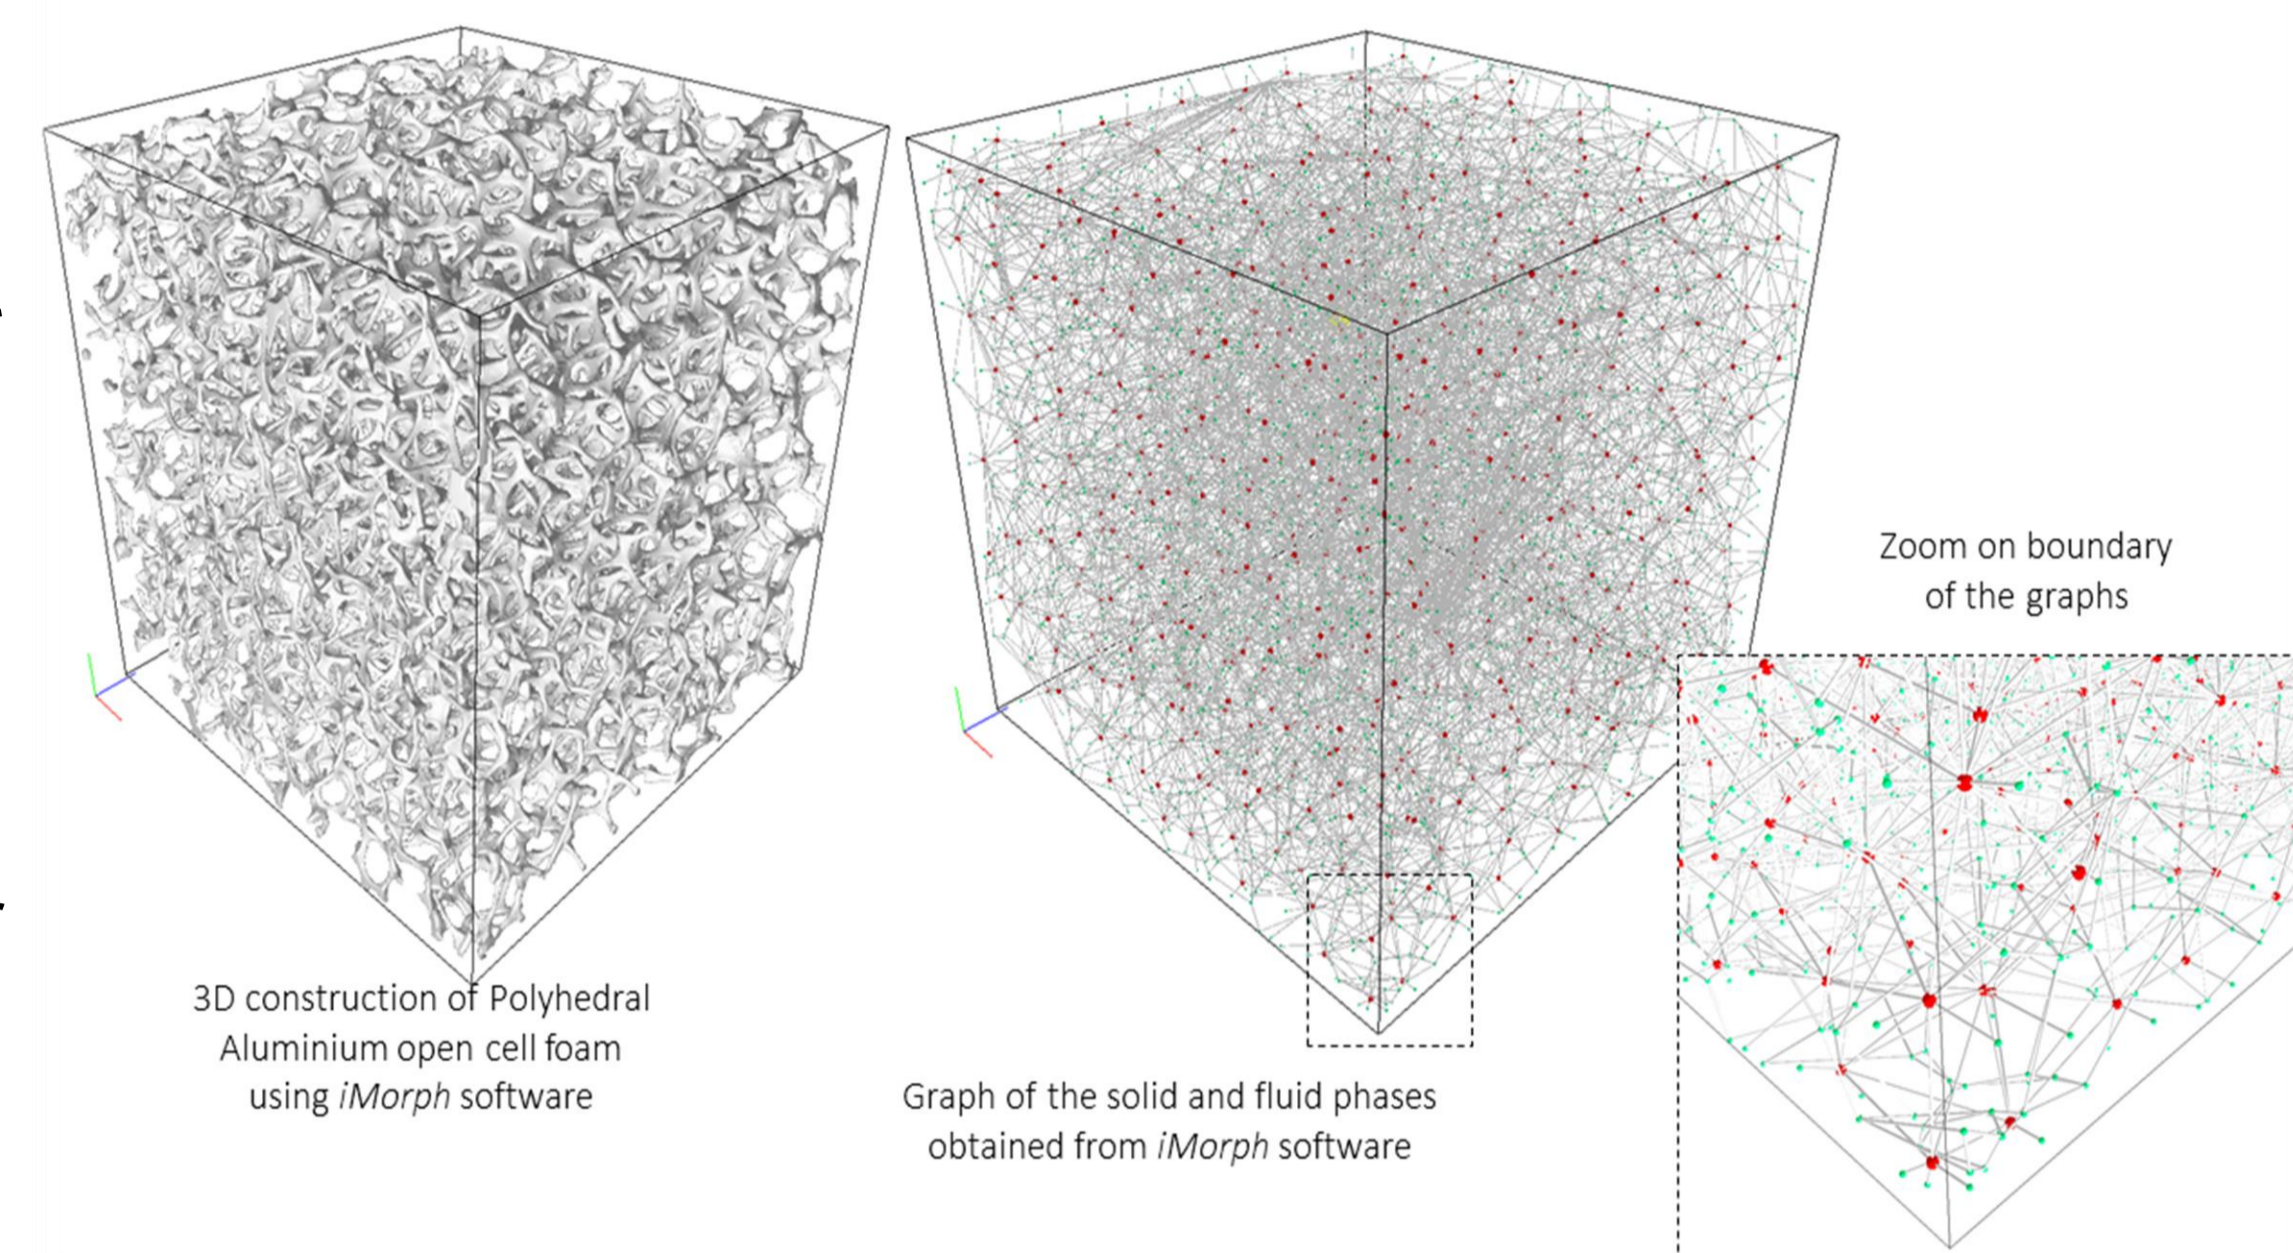 Zoom on boundary
of the graphs
3D construction of Polyhedral
Aluminium open cell foam
using iMorph software
Graph of the solid and fluid phases
obtained from iMorph software